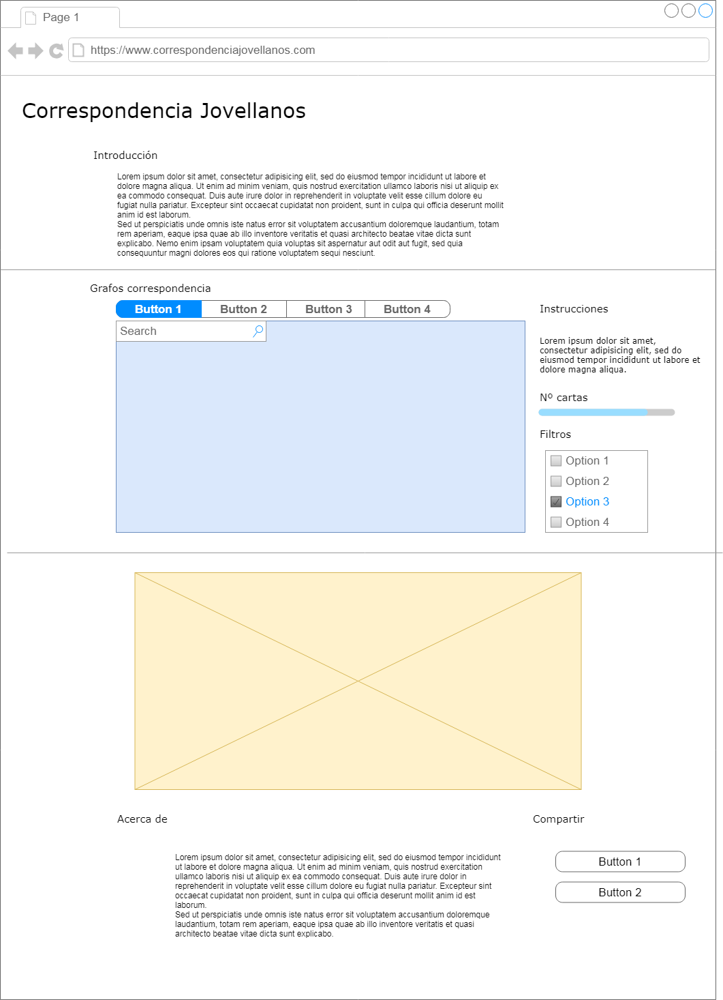 Page 1
https://www.correspondenciajovellanos.com
Correspondencia Jovellanos
Introducción
Lorem ipsum dolor sit amet, consectetur adipisicing elit, sed do eiusmod tempor incididunt ut labore et
dolore magna aliqua. Ut enim ad minim veniam, quis nostrud exercitation ullamco laboris nisi ut aliquip ex
ea commodo consequat. Duis aute irure dolor in reprehenderit in voluptate velit esse cillum dolore eu
fugiat nulla pariatur. Excepteur sint occaecat cupidatat non proident, sunt in culpa qui officia deserunt mollit
anim id est laborum.
Sed ut perspiciatis unde omnis iste natus error sit voluptatem accusantium doloremque laudantium, totam
rem aperiam, eaque ipsa quae ab illo inventore veritatis et quasi architecto beatae vitae dicta sunt
explicabo. Nemo enim ipsam voluptatem quia voluptas sit aspernatur aut odit aut fugit, sed quia
consequuntur magni dolores eos qui ratione voluptatem sequi nesciunt.
Grafos correspondencia
Button 1 Button 2 Button 3 Button 4
Search
Instrucciones
Lorem ipsum dolor sit amet,
consectetur adipisicing elit, sed do
eiusmod tempor incididunt ut labore et
dolore magna aliqua.
Nº cartas
Filtros
Option 1
Option 2
Option 3
Option 4
Acerca de
Lorem ipsum dolor sit amet, consectetur adipisicing elit, sed do eiusmod tempor incididunt
ut labore et dolore magna aliqua. Ut enim ad minim veniam, quis nostrud exercitation
ullamco laboris nisi ut aliquip ex ea commodo consequat. Duis aute irure dolor in
reprehenderit in voluptate velit esse cillum dolore eu fugiat nulla pariatur. Excepteur sint
occaecat cupidatat non proident, sunt in culpa qui officia deserunt mollit anim id est
laborum.
Sed ut perspiciatis unde omnis iste natus error sit voluptatem accusantium doloremque
laudantium, totam rem aperiam, eaque ipsa quae ab illo inventore veritatis et quasi
architecto beatae vitae dicta sunt explicabo.
Compartir
Button 1
Button 2